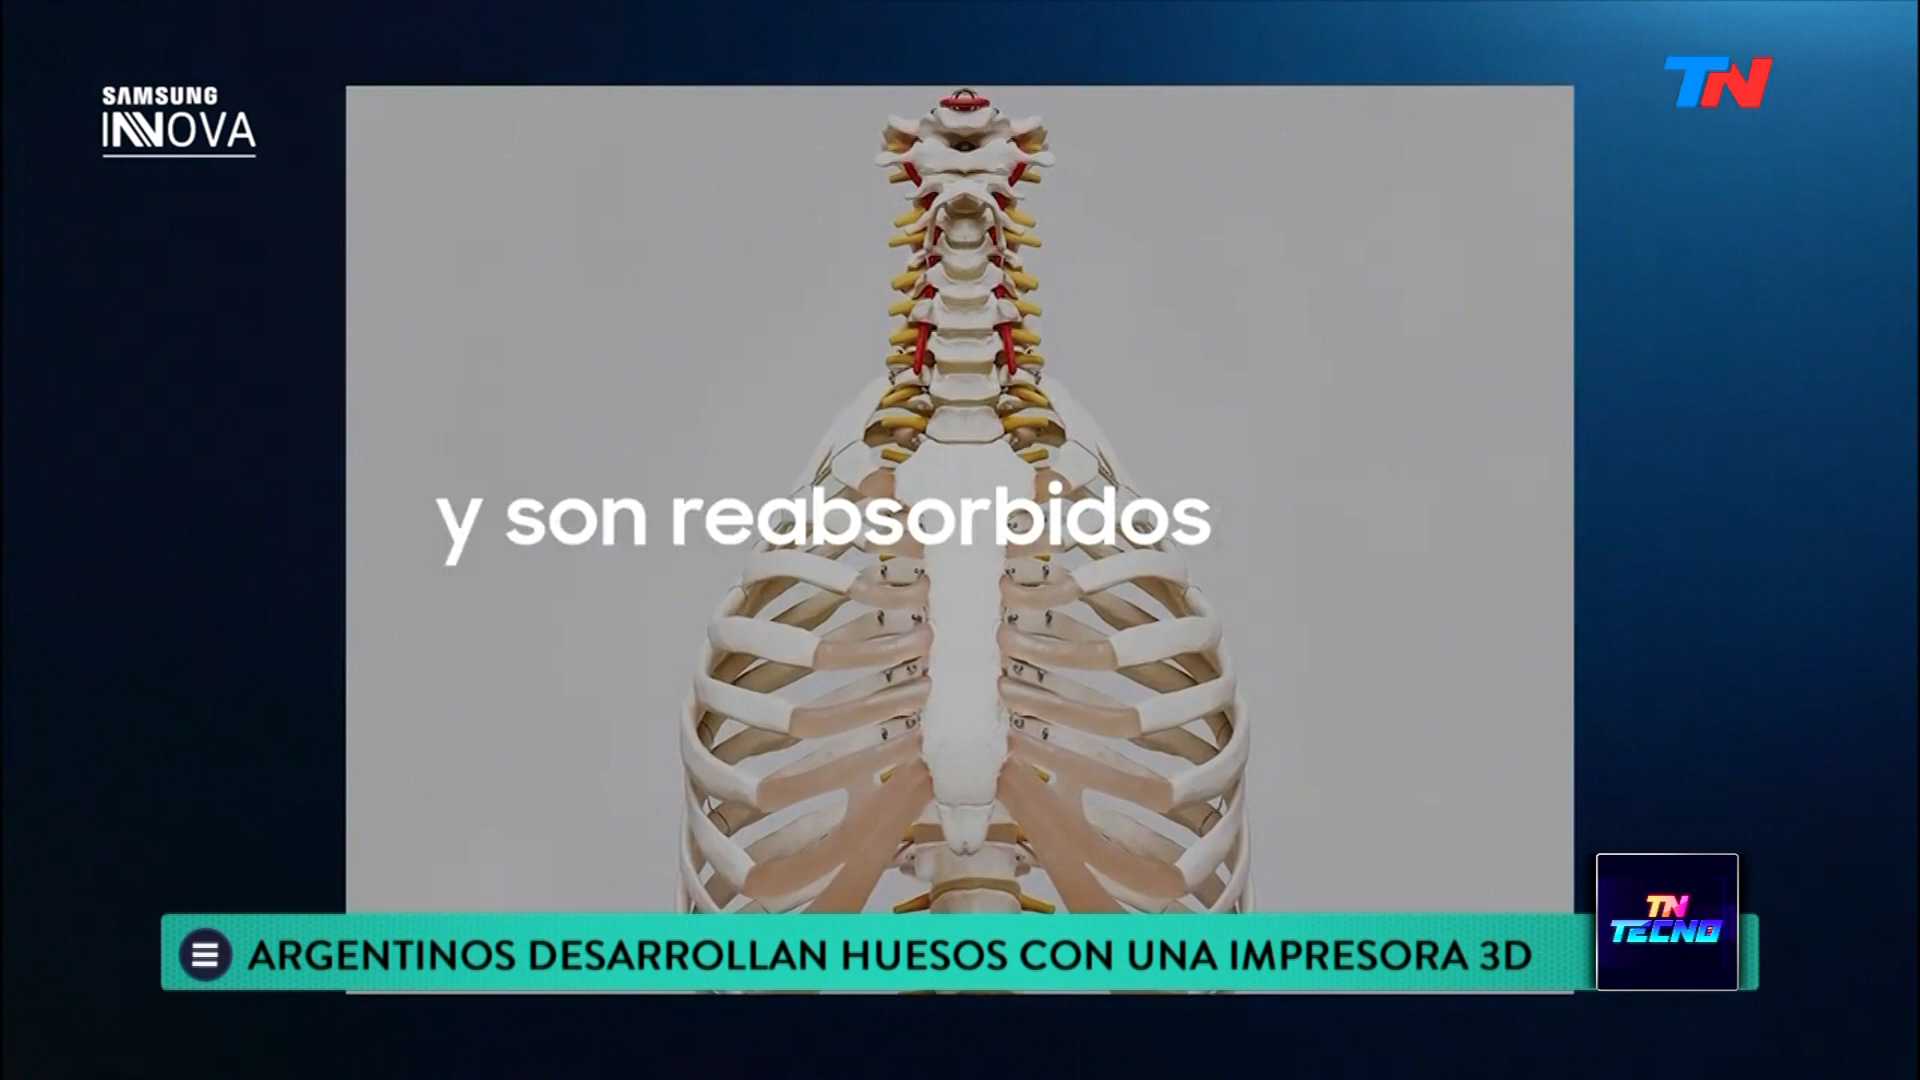 SAMSUNG
INNOVA
TN
y son reabsorbidos
ARGENTINOS DESARROLLAN HUESOS CON UNA IMPRESORA 3D
TN
TECNO